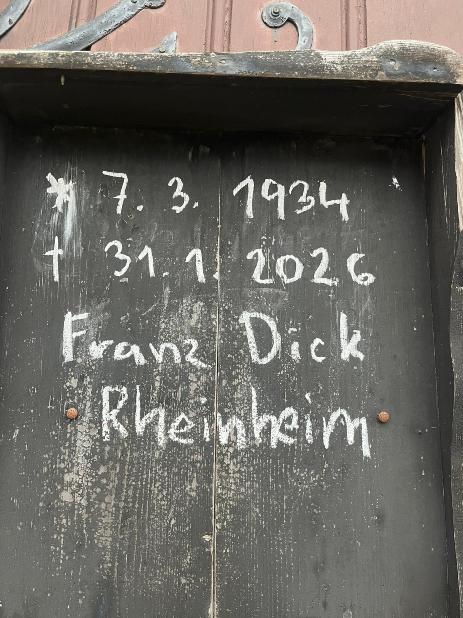 * 7. 3. 1934
† 31. 1. 2026
Franz Dick
Rheinheim